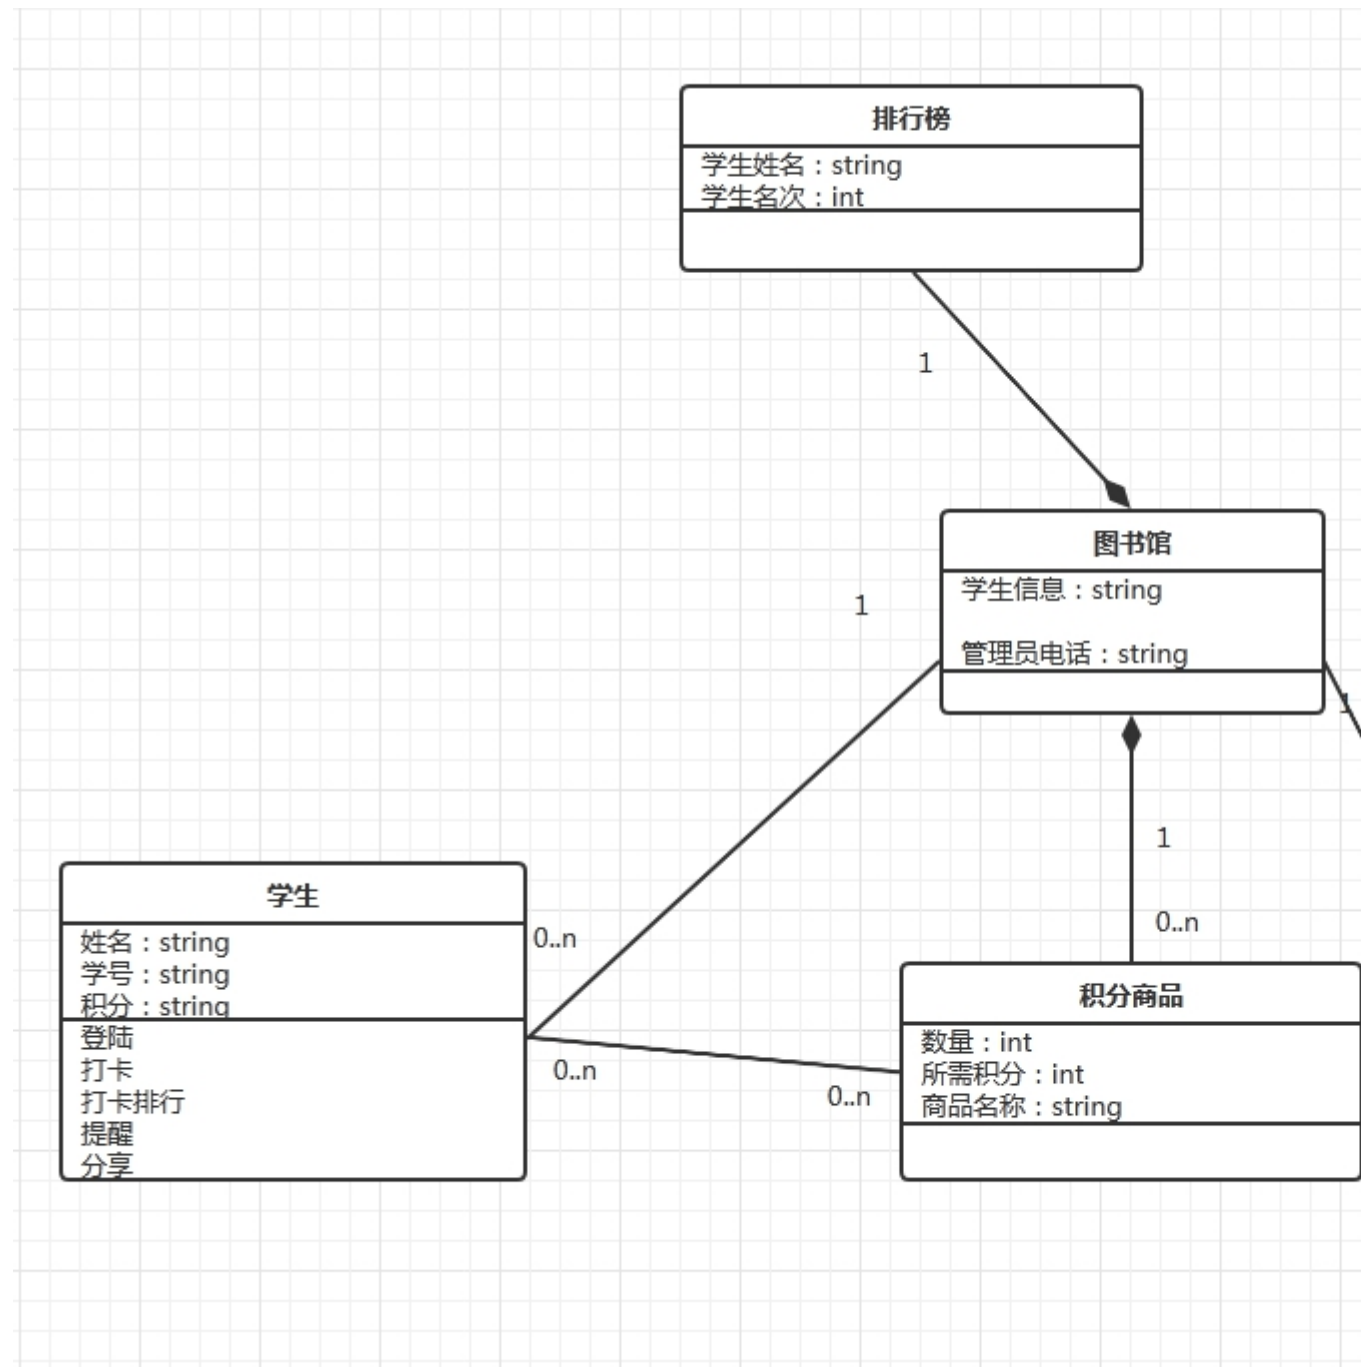 排行榜
学生姓名：string
学生名次：int
1
图书馆
学生信息：string
管理员电话：string
1
1
1
0..n
学生
姓名：string
学号：string
积分：string
登陆
打卡
打卡排行
提醒
分享
0..n
0..n
0..n
积分商品
数量：int
所需积分：int
商品名称：string